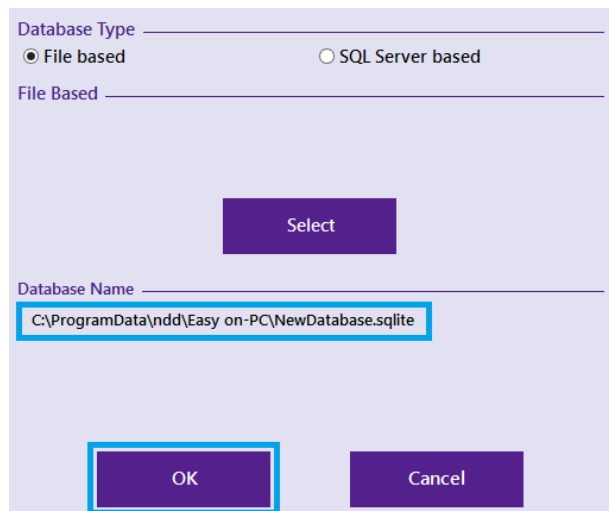 Database Type
File based SQL Server based
File Based
Select
Database Name
C:\ProgramData\ndd\Easy on-PC\NewDatabase.sqlite
OK Cancel